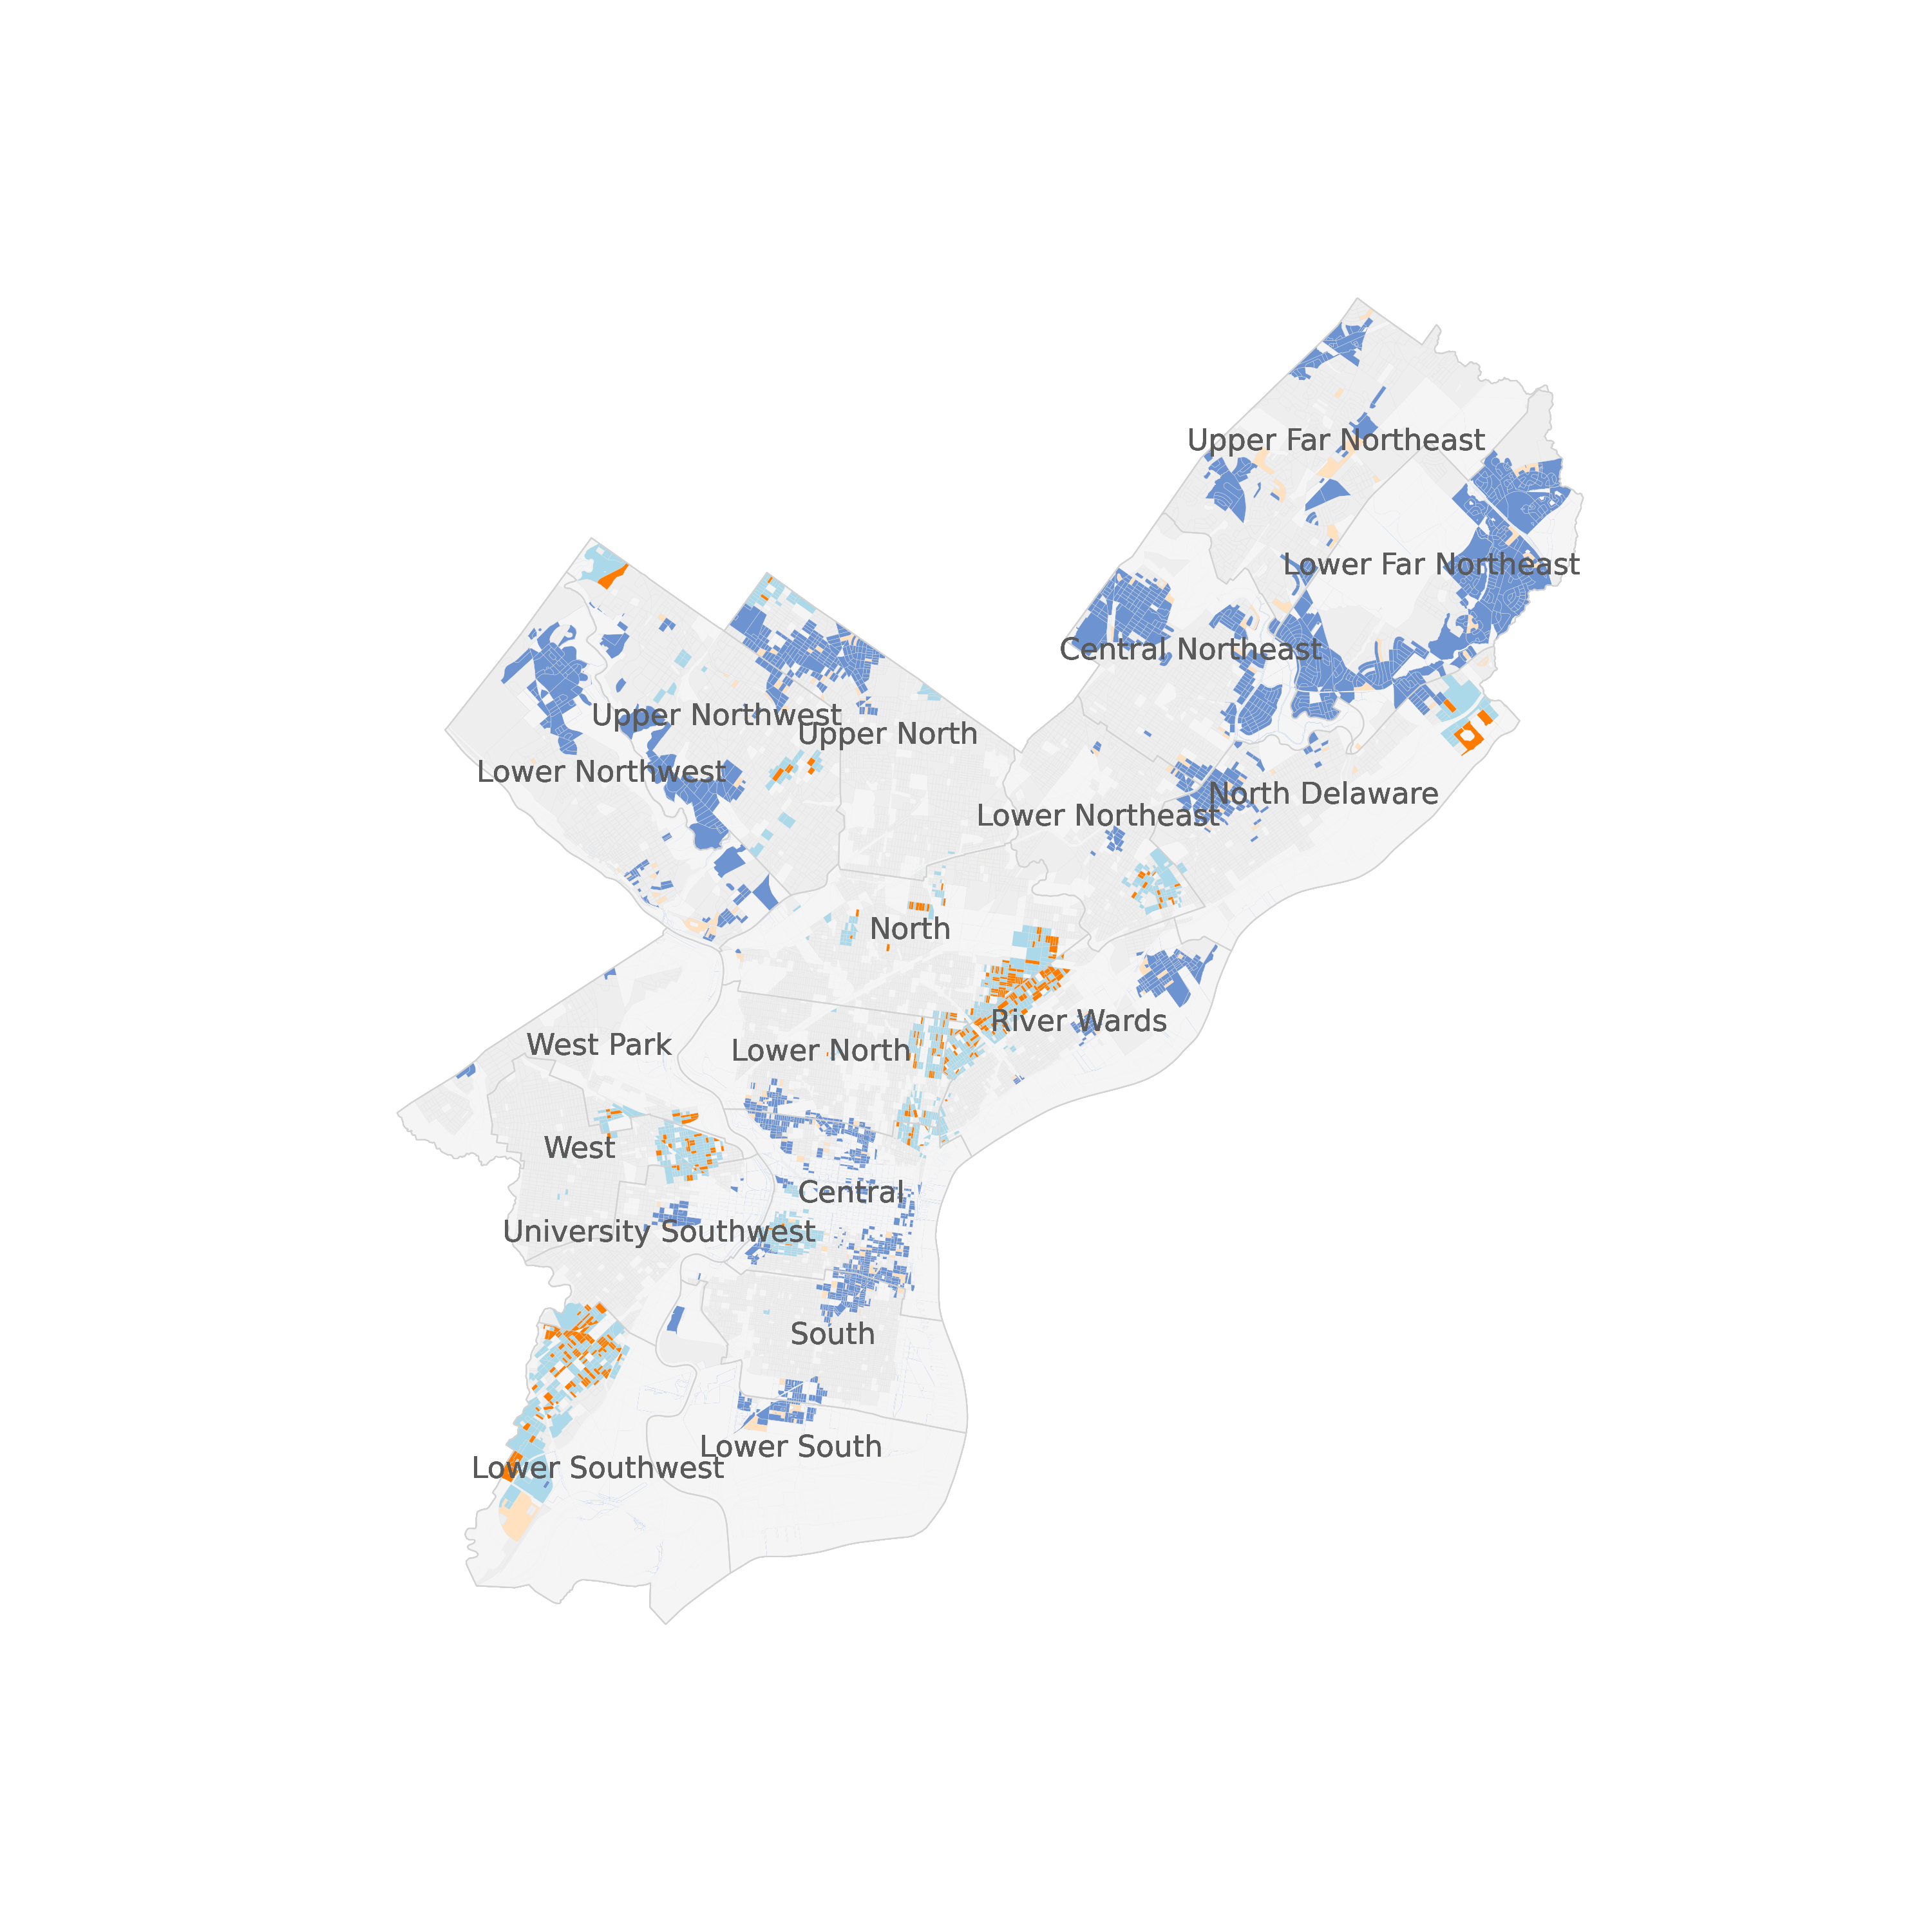 Upper Far Northeast
Lower Far Northeast
Central Northeast
Upper Northwest
Upper North
Lower Northwest
North Delaware
Lower Northeast
North
River Wards
West Park
Lower North
West
Central
University Southwest
South
Lower South
Lower Southwest